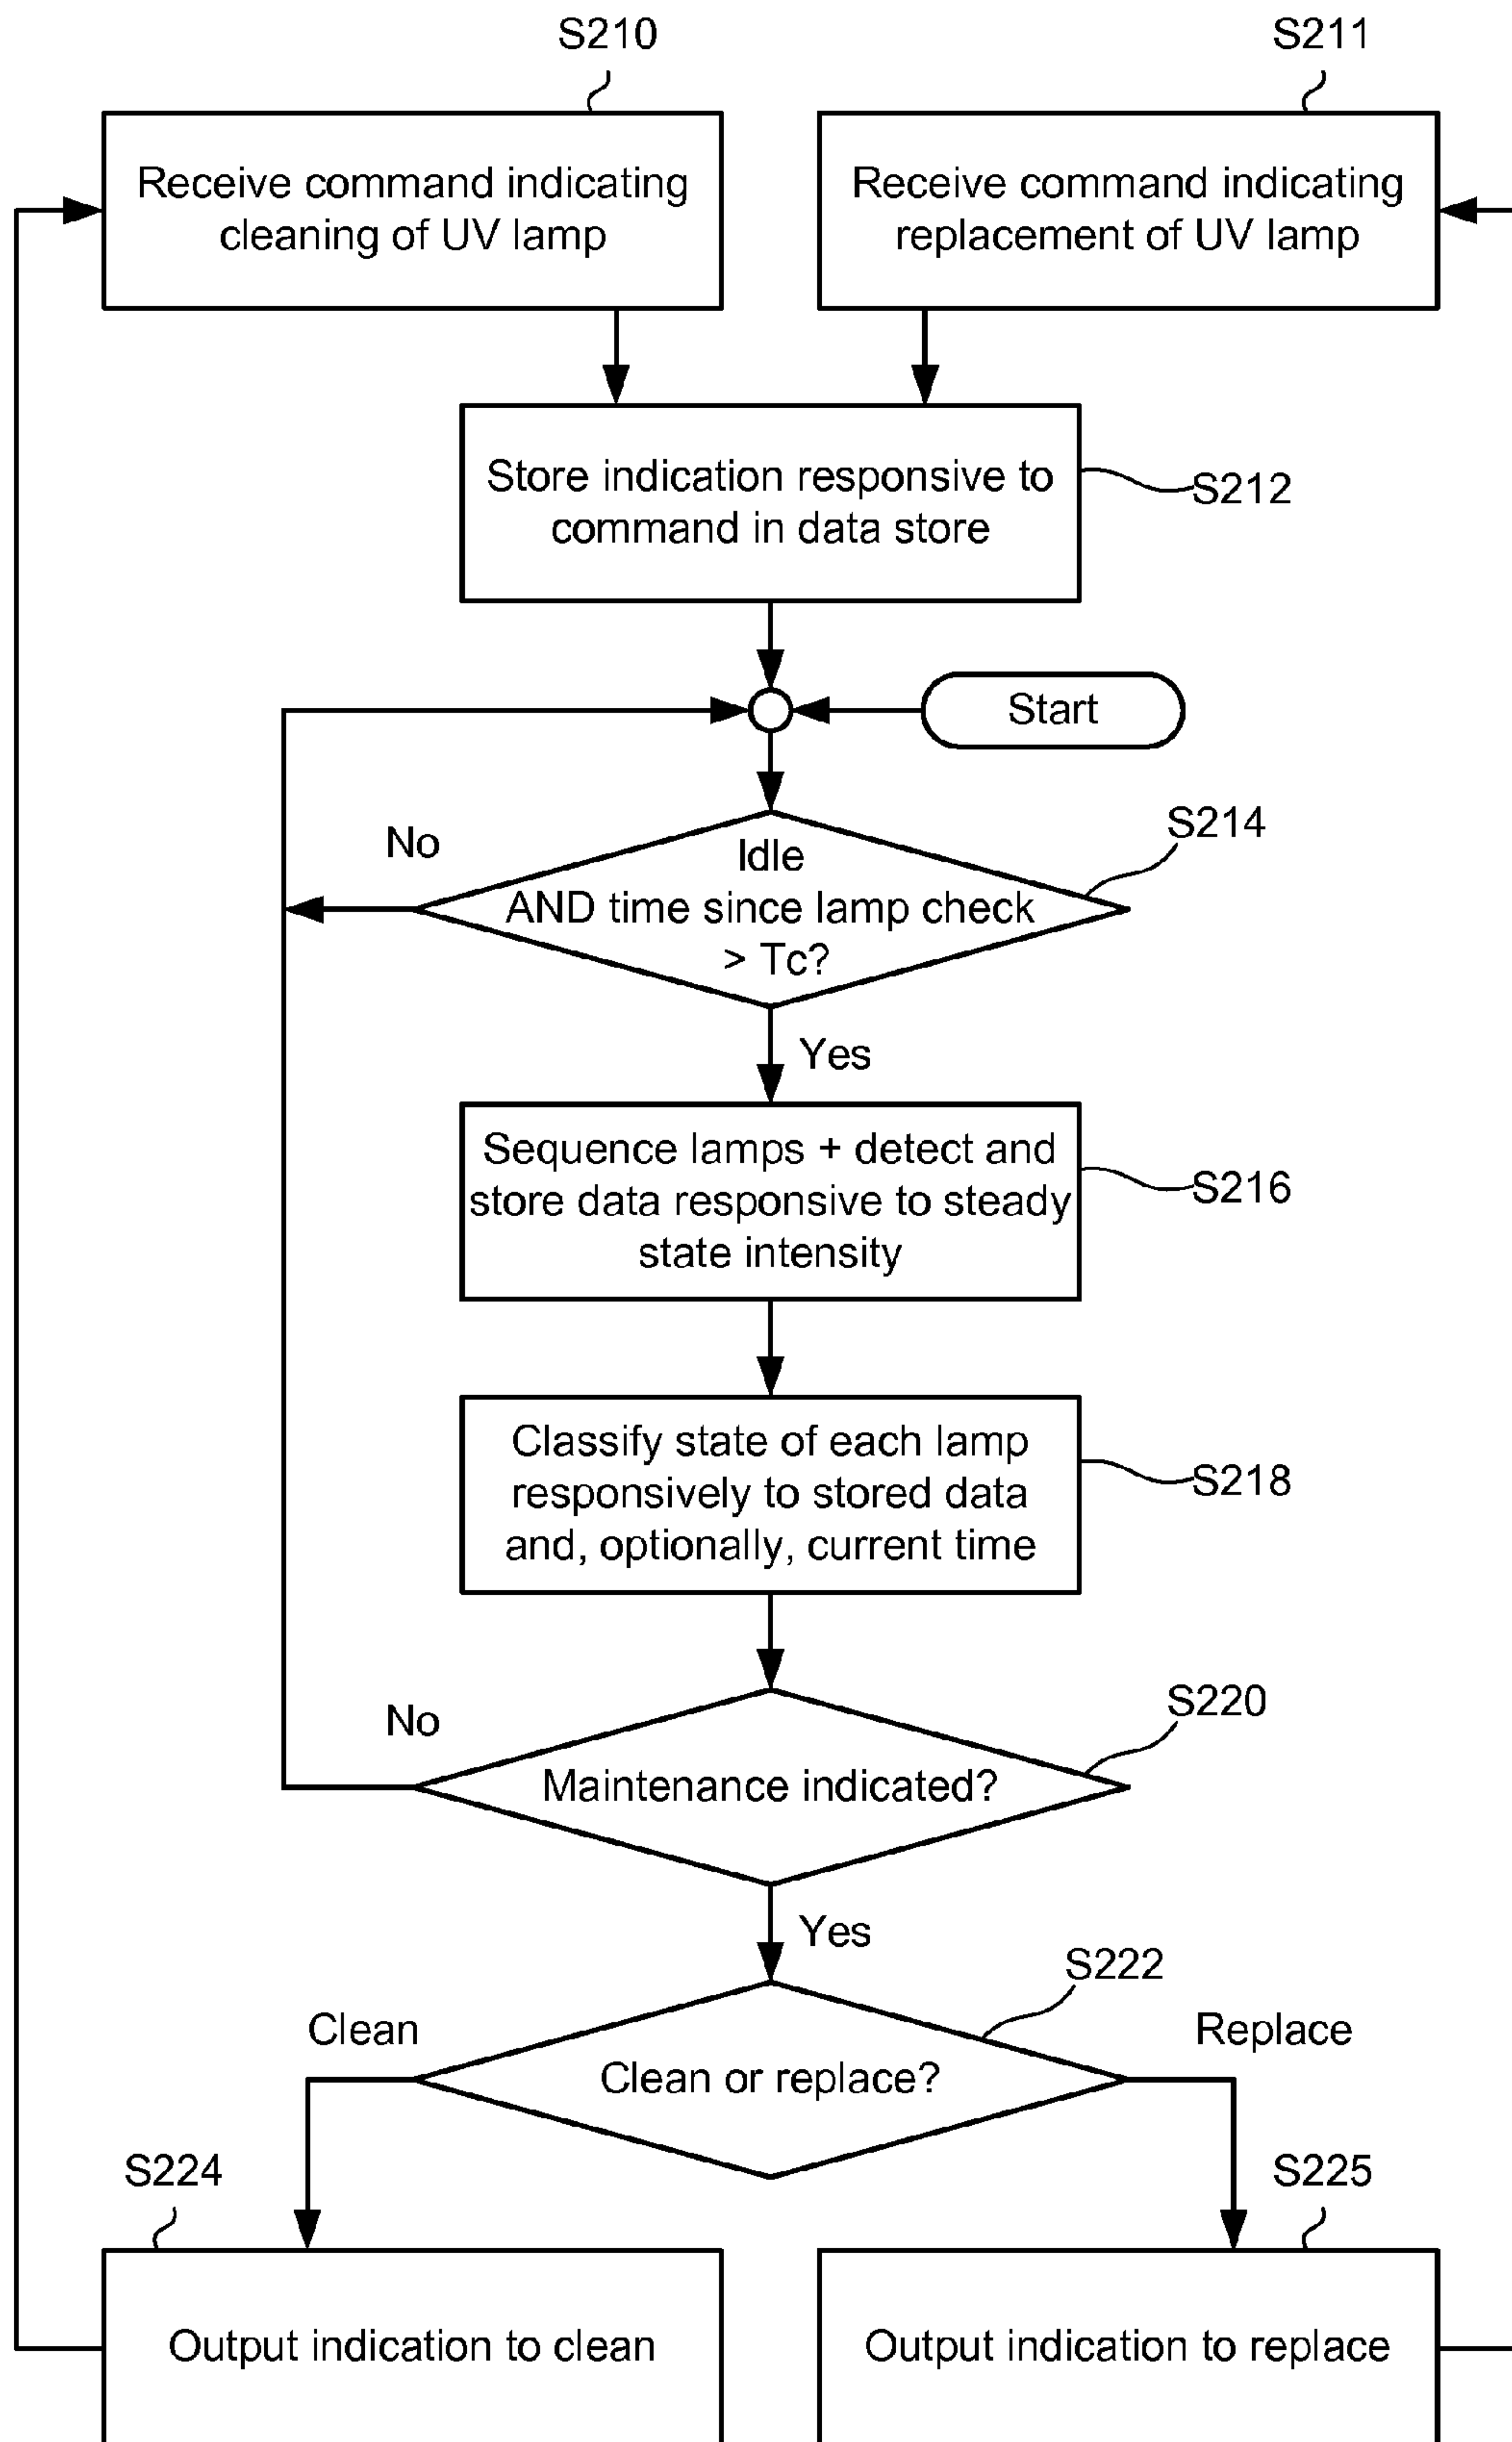 S210
S211
Receive command indicating
cleaning of UV lamp
Receive command indicating
replacement of UV lamp
Store indication responsive to
command in data store
S212
Start
S214
No
Idle
AND time since lamp check
> Tc?
Yes
Sequence lamps + detect and
store data responsive to steady
state intensity
S216
Classify state of each lamp
responsively to stored data
and, optionally, current time
S218
S220
No
Maintenance indicated?
Yes
S222
Clean
Replace
Clean or replace?
S224
S225
Output indication to clean
Output indication to replace